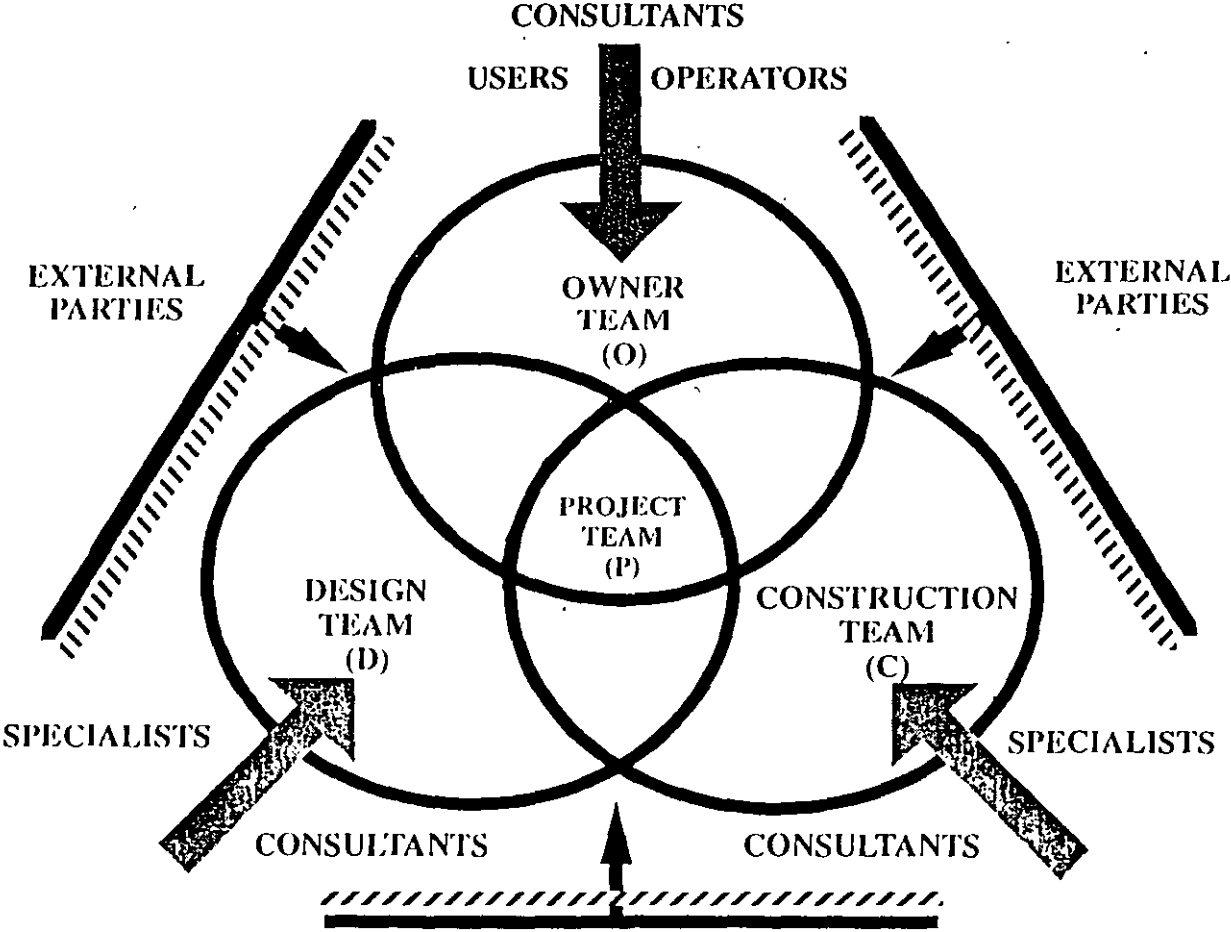 CONSULTANTS
USERS OPERATORS
EXTERNAL
PARTIES
EXTERNAL
PARTIES
OWNER
TEAM
(O)
PROJECT
TEAM
(P)
DESIGN
TEAM
(D)
CONSTRUCTION
TEAM
(C)
SPECIALISTS
SPECIALISTS
CONSULTANTS
CONSULTANTS